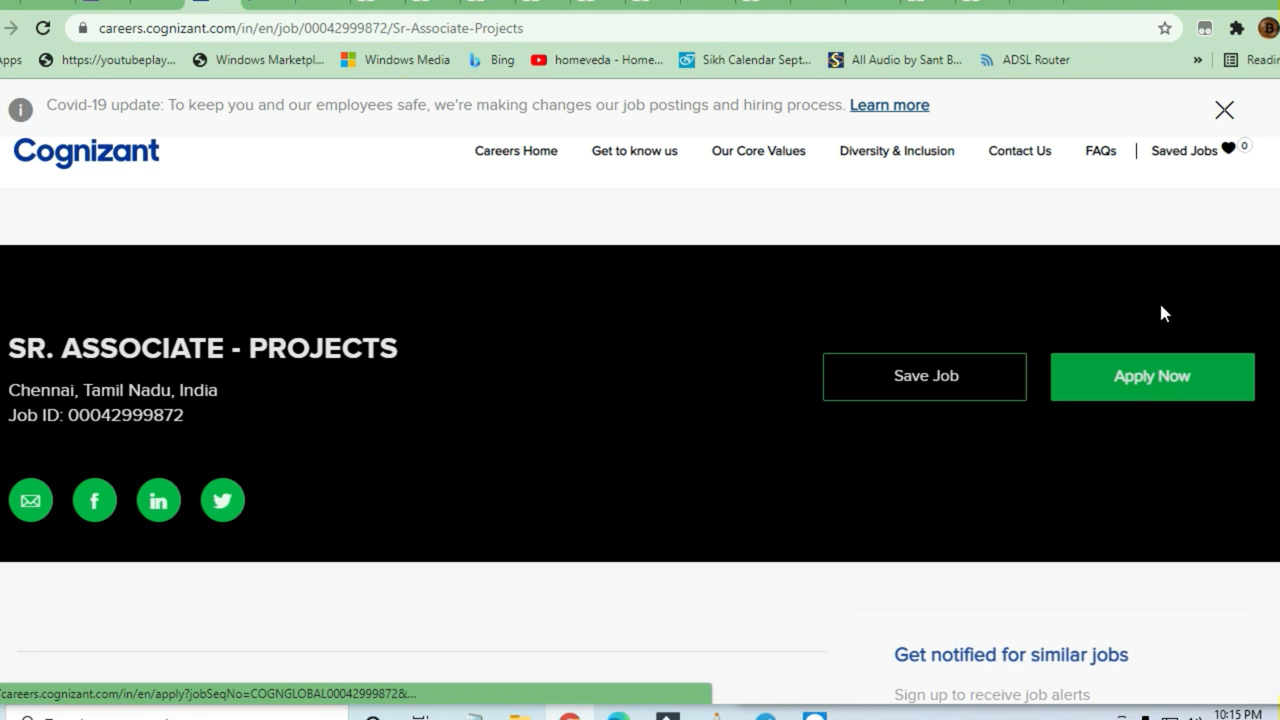 careers.cognizant.com/in/en/job/00042999872/Sr-Associate-Projects
pps https://youtubeplay... Windows Marketpl... Windows Media Bing homeveda - Home... Sikh Calendar Sept... All Audio by Sant B... ADSL Router » Readin
Covid-19 update: To keep you and our employees safe, we're making changes our job postings and hiring process. Learn more
Cognizant Careers Home Get to know us Our Core Values Diversity & Inclusion Contact Us FAQs | Saved Jobs 0
SR. ASSOCIATE - PROJECTS
Chennai, Tamil Nadu, India
Job ID: 00042999872
Save Job Apply Now
Get notified for similar jobs
Sign up to receive job alerts
/careers.cognizant.com/in/en/apply?jobSeqNo=COGNGLOBAL00042999872&...
10:15 PM